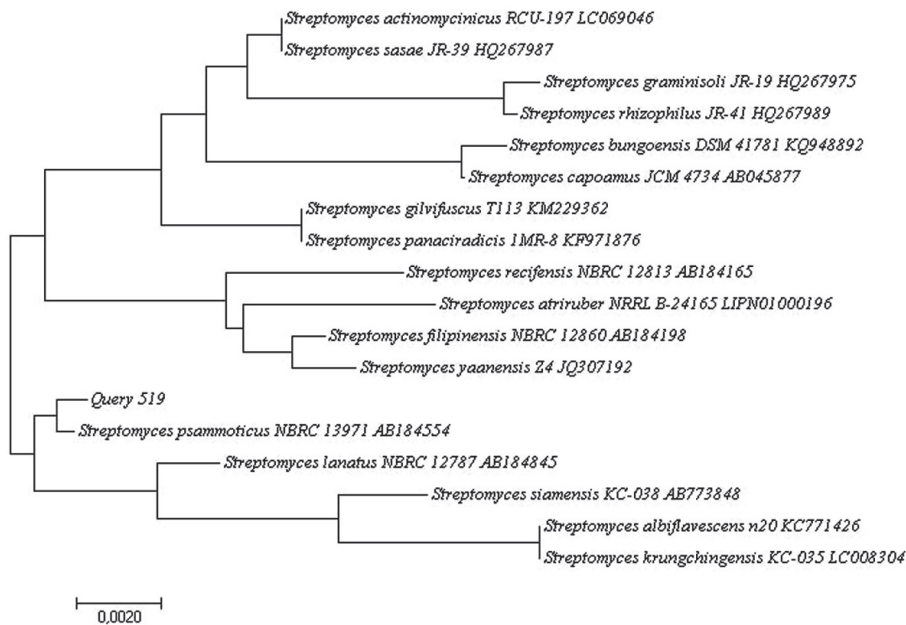 Streptomyces actinomycinicus RCU-197 LC069046
Streptomyces sasae JR-39 HQ267987
Streptomyces graminisoli JR-19 HQ267975
Streptomyces rhizophilus JR-41 HQ267989
Streptomyces bungoensis DSM 41781 KQ948892
Streptomyces capoamus JCM 4734 AB045877
Streptomyces gilvifuscus T113 KM229362
Streptomyces panaciradicis 1MR-8 KF971876
Streptomyces recifensis NBRC 12813 AB184165
Streptomyces atriruber NRRL B-24165 LIPN01000196
Streptomyces filipinensis NBRC 12860 AB184198
Streptomyces yaanensis Z4 JQ307192
Query 519
Streptomyces psammoticus NBRC 13971 AB184554
Streptomyces lanatus NBRC 12787 AB184845
Streptomyces siamensis KC-038 AB773848
Streptomyces albiflavescens n20 KC771426
Streptomyces krungchingensis KC-035 LC008304
0,0020